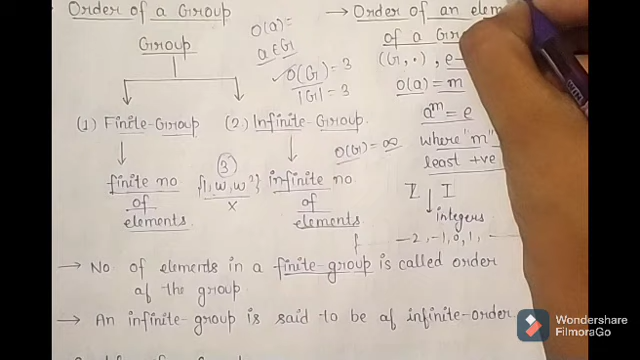 Order of a Group
→ Order of an elem
of a Gr
Group
O(a)=
a ∈ G
O(G) = 3
|G| = 3
(G, .), e
O(a) = m
a^m = e
where "m"
least +ve
(1) Finite-Group
(2) Infinite-Group.
O(G) = ∞
finite no
of
elements
③
{1, w, w²}
x
infinite no
of
elements
Z I
integers
—2, -1, 0, 1,
→ No of elements in a finite-group is called order
of the group
→ An infinite-group is said to be of infinite-order.
Wondershare
FilmoraGo